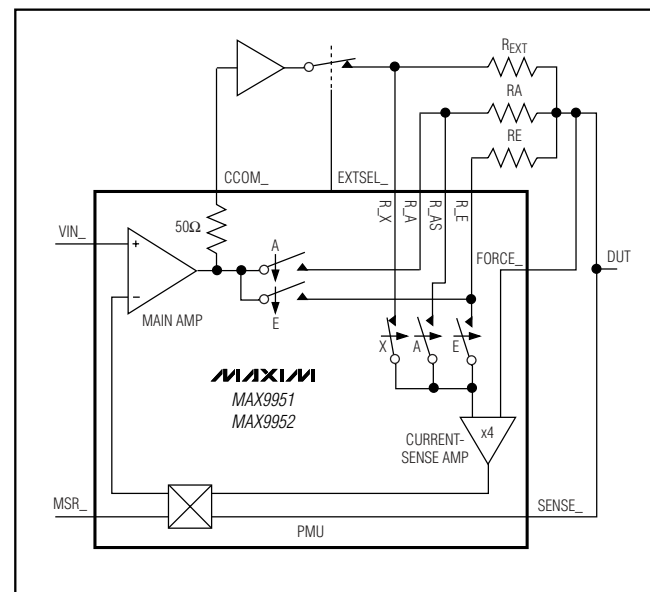 REXT
RA
RE
CCOM_
EXTSEL_
R_X
R_A
R_AS
R_E
50Ω
VIN_
A
+
-
MAIN AMP
E
FORCE_
DUT
X
A
E
MAXIM
MAX9951
MAX9952
x4
CURRENT-
SENSE AMP
MSR_
SENSE_
PMU